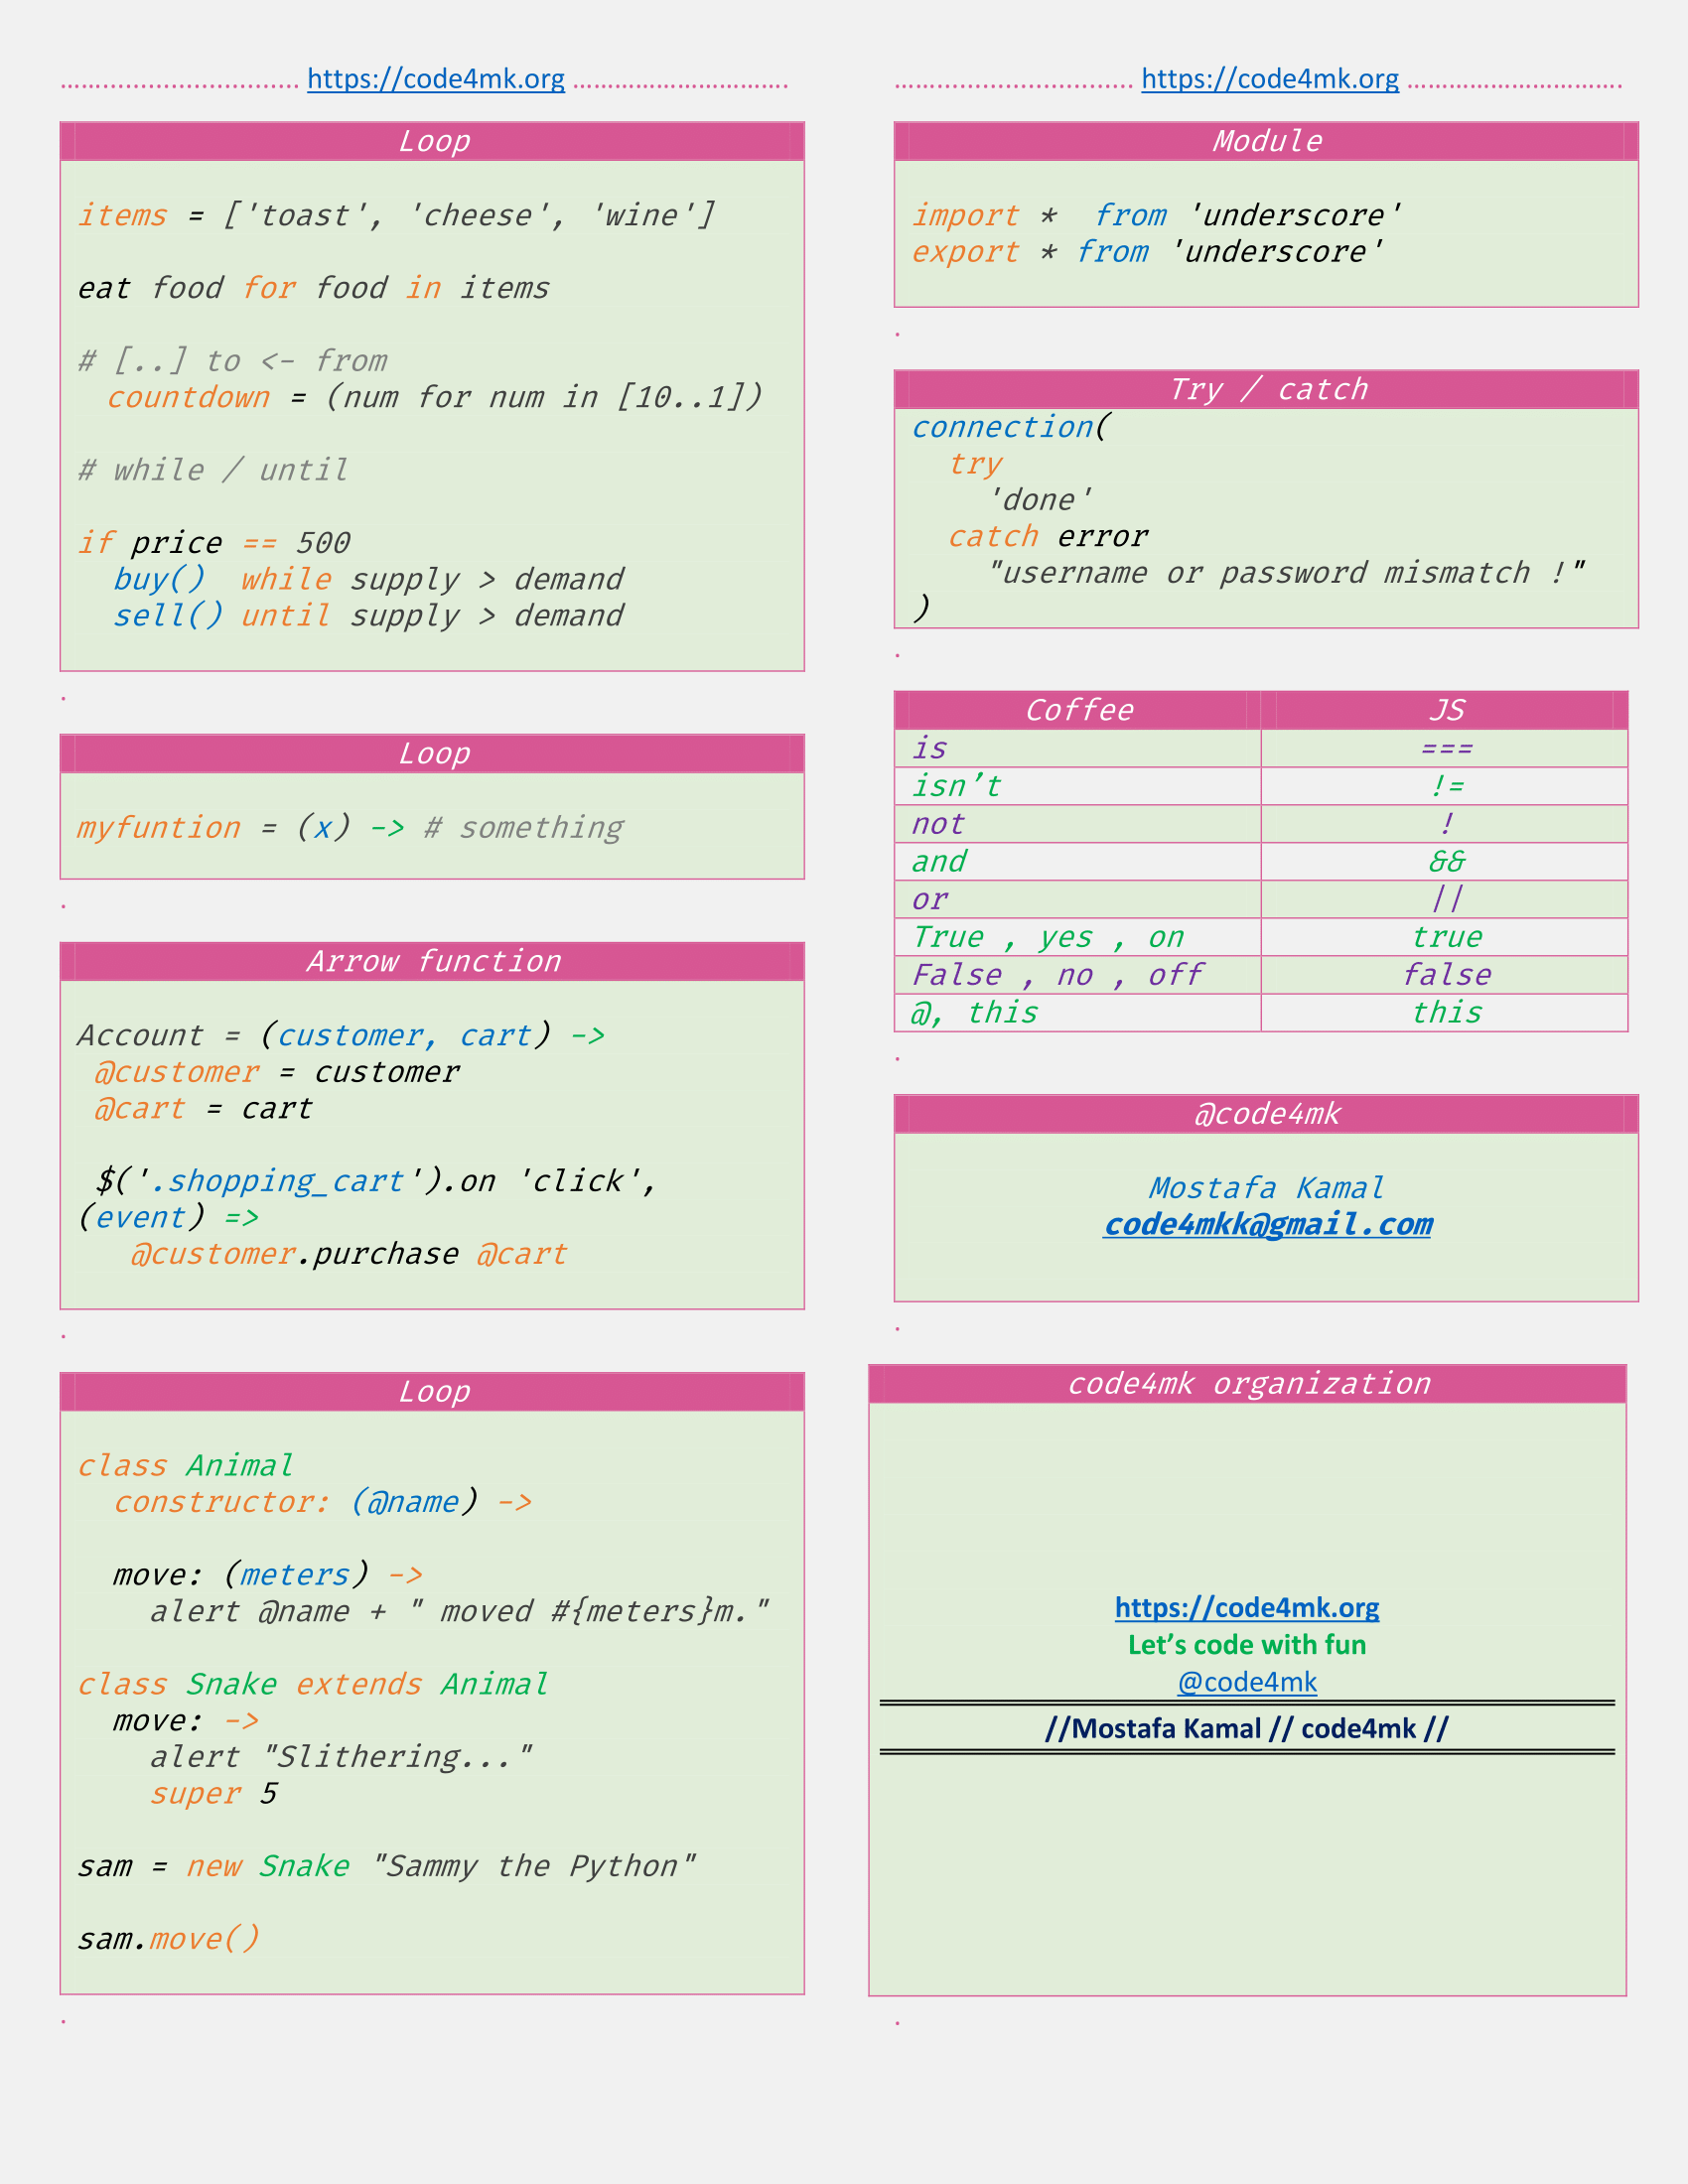 ................................ https://code4mk.org .............................
Loop
items = ['toast', 'cheese', 'wine']
eat food for food in items
# [..] to <- from
countdown = (num for num in [10..1])
# while / until
if price == 500
buy()  while supply > demand
sell() until supply > demand
.
Loop
myfuntion = (x) -> # something
.
Arrow function
Account = (customer, cart) ->
@customer = customer
@cart = cart
$('.shopping_cart').on 'click',
(event) =>
@customer.purchase @cart
.
Loop
class Animal
constructor: (@name) ->
move: (meters) ->
alert @name + " moved #{meters}m."
class Snake extends Animal
move: ->
alert "Slithering..."
super 5
sam = new Snake "Sammy the Python"
sam.move()
.
................................ https://code4mk.org .............................
Module
import *  from 'underscore'
export * from 'underscore'
.
Try / catch
connection(
try
'done'
catch error
"username or password mismatch !"
)
.
Coffee JS
is ===
isn’t !=
not !
and &&
or ||
True , yes , on true
False , no , off false
@, this this
.
@code4mk
Mostafa Kamal
code4mkk@gmail.com
.
code4mk organization
https://code4mk.org
Let’s code with fun
@code4mk
//Mostafa Kamal // code4mk //
.